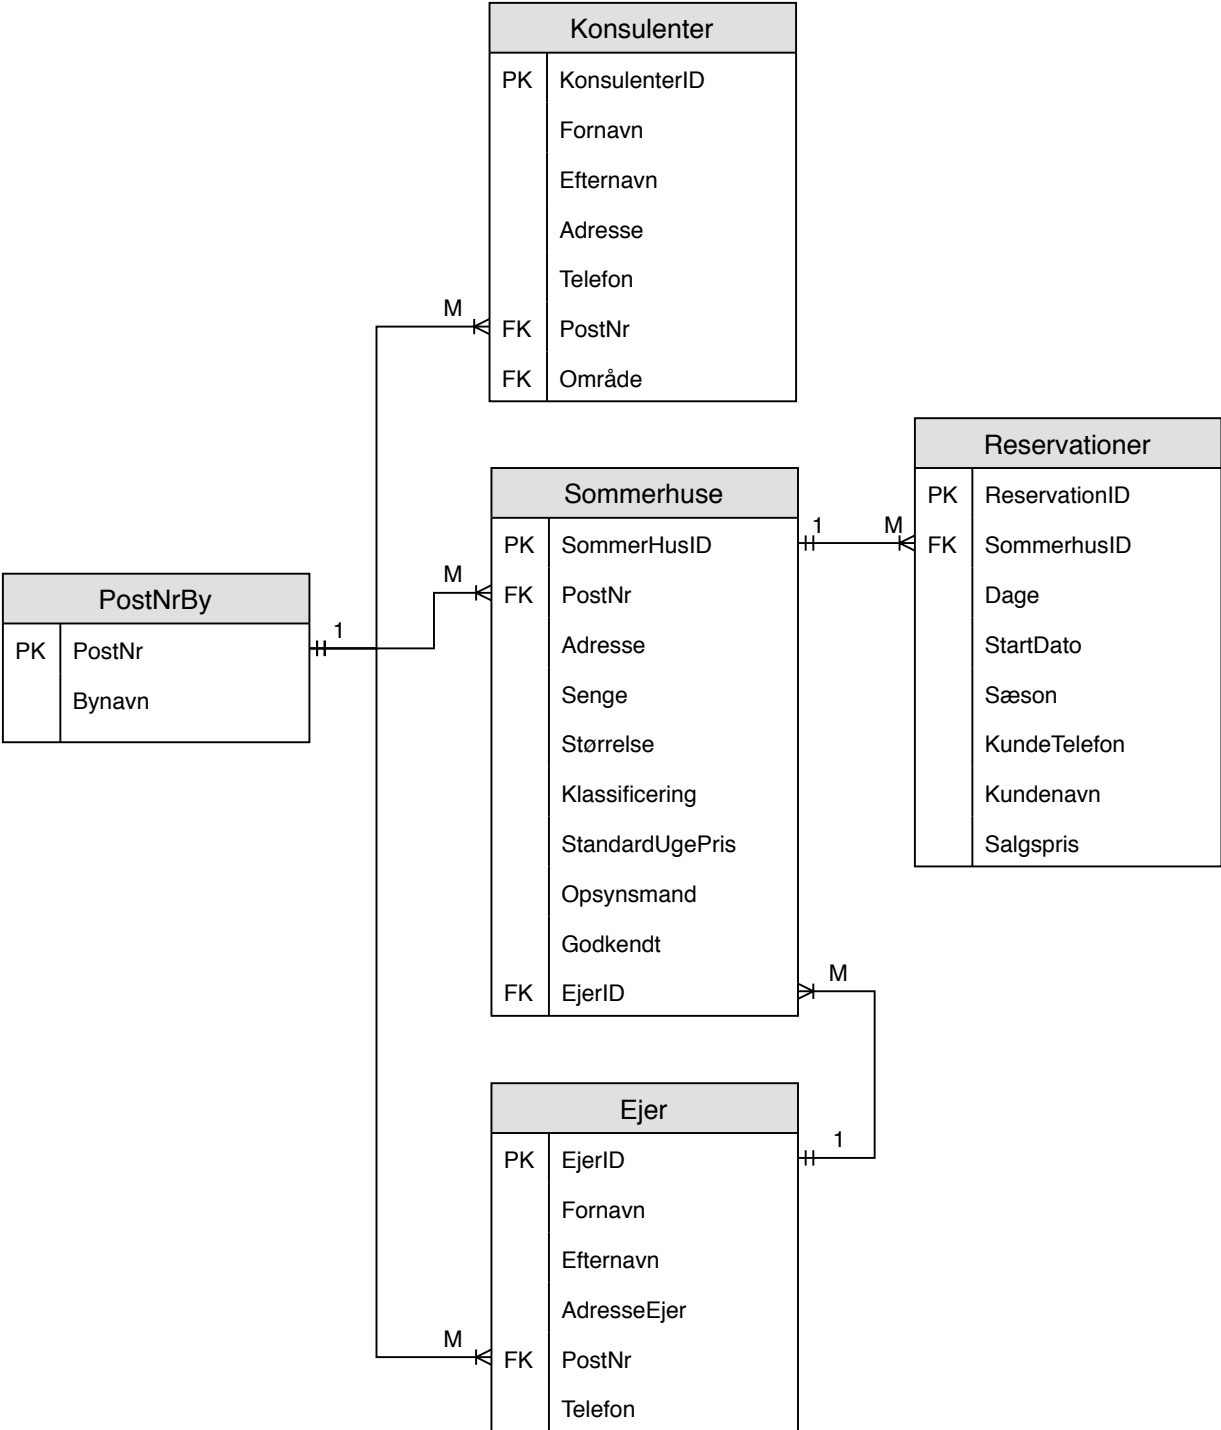 Konsulenter
PK KonsulenterID
Fornavn
Efternavn
Adresse
Telefon
M
FK PostNr
FK Område
Reservationer
PK ReservationID
FK SommerhusID
Dage
StartDato
Sæson
KundeTelefon
Kundenavn
Salgspris
Sommerhuse
1 M
PK SommerHusID
M
FK PostNr
Adresse
Senge
Størrelse
Klassificering
StandardUgePris
Opsynsmand
Godkendt
M
FK EjerID
PostNrBy
1
PK PostNr
Bynavn
Ejer
1
PK EjerID
Fornavn
Efternavn
AdresseEjer
M
FK PostNr
Telefon